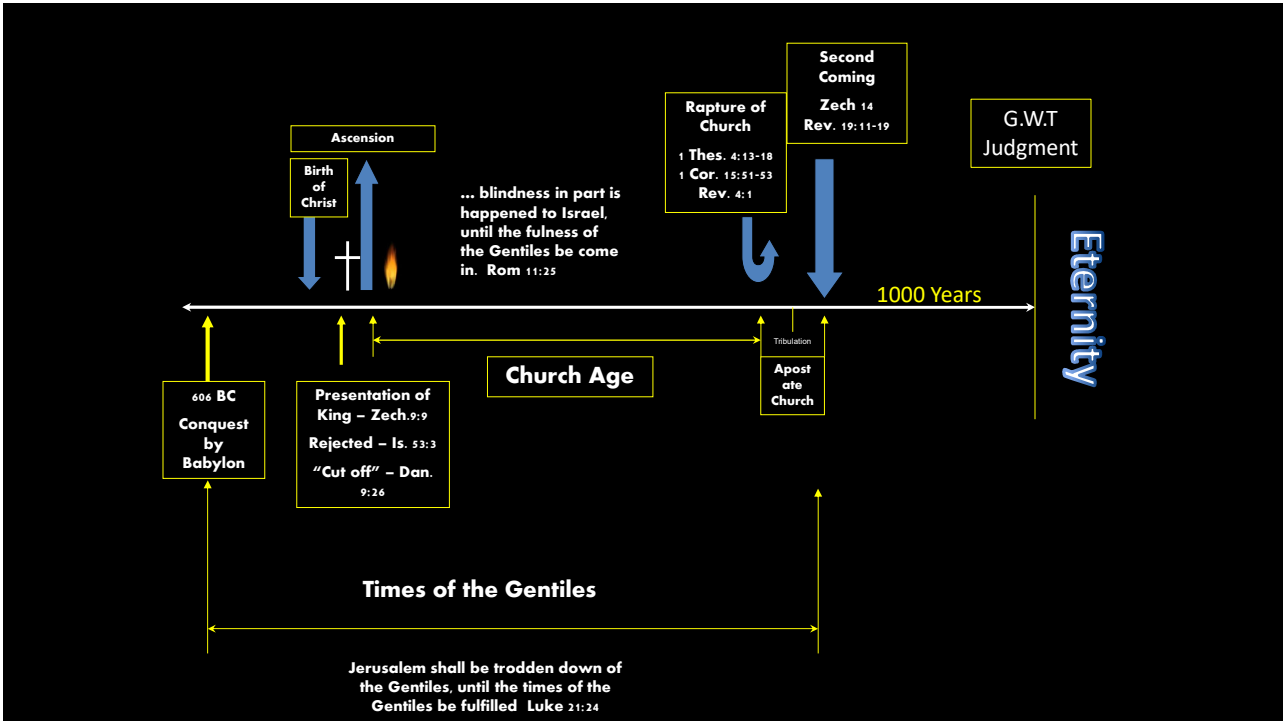 Second
Coming
Zech 14
Rev. 19:11-19
Rapture of
Church
1 Thes. 4:13-18
1 Cor. 15:51-53
Rev. 4:1
G.W.T
Judgment
Ascension
Birth
of
Christ
... blindness in part is
happened to Israel,
until the fulness of
the Gentiles be come
in. Rom 11:25
1000 Years
Eternity
Tribulation
Church Age
Apost
ate
Church
606 BC
Conquest
by
Babylon
Presentation of
King – Zech.9:9
Rejected – Is. 53:3
“Cut off” – Dan.
9:26
Times of the Gentiles
Jerusalem shall be trodden down of
the Gentiles, until the times of the
Gentiles be fulfilled Luke 21:24